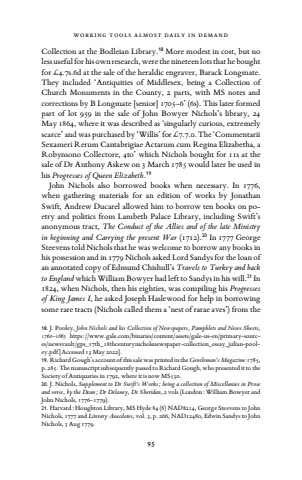 WORKING TOOLS ALMOST DAILY IN DEMAND
Collection at the Bodleian Library.18 More modest in cost, but no
less useful for his own research, were the nineteen lots that he bought
for £4.7s.6d at the sale of the heraldic engraver, Barack Longmate.
They included ‘Antiquities of Middlesex, being a Collection of
Church Monuments in the County, 2 parts, with MS notes and
corrections by B Longmate [senior] 1705–6’ (6s). This later formed
part of lot 959 in the sale of John Bowyer Nichols’s library, 24
May 1864, where it was described as ‘singularly curious, extremely
scarce’ and was purchased by ‘Willis’ for £7.7.0. The ‘Commentarii
Sexameri Rerum Cantabrigiae Actarum cum Regina Elizabetha, a
Robynsono Collectore, 4to’ which Nichols bought for 11s at the
sale of Dr Anthony Askew on 3 March 1785 would later be used in
his Progresses of Queen Elizabeth.19
John Nichols also borrowed books when necessary. In 1776,
when gathering materials for an edition of works by Jonathan
Swift, Andrew Ducarel allowed him to borrow ten books on po-
etry and politics from Lambeth Palace Library, including Swift’s
anonymous tract, The Conduct of the Allies and of the late Ministry
in beginning and Carrying the present War (1712).20 In 1777 George
Steevens told Nichols that he was welcome to borrow any books in
his possession and in 1779 Nichols asked Lord Sandys for the loan of
an annotated copy of Edmund Chishull’s Travels to Turkey and back
to England which William Bowyer had left to Sandys in his will.21 In
1824, when Nichols, then his eighties, was compiling his Progresses
of King James I, he asked Joseph Haslewood for help in borrowing
some rare tracts (Nichols called them a ‘nest of rarae aves’) from the
18. J. Pooley, John Nichols and his Collection of Newspapers, Pamphlets and News Sheets,
1760–1865 https://www.gale.com/binaries/content/assets/gale-us-en/primary-sourc-
es/newsvault/gps_17th_18thcenturynicholsnewspaper-collection_essay_julian-pool-
ey.pdf [Accessed 13 May 2022].
19. Richard Gough’s account of this sale was printed in the Gentleman’s Magazine 1785,
p. 285. The manuscript subsequently passed to Richard Gough, who presented it to the
Society of Antiquaries in 1792, where it is now MS530.
20. J. Nichols, Supplement to Dr Swift’s Works; being a collection of Miscellanies in Prose
and verse, by the Dean; Dr Delaney, Dr Sheridan, 2 vols (London: William Bowyer and
John Nichols, 1776–1779).
21. Harvard : Houghton Library, MS Hyde 84 (8) NAD8214, George Steevens to John
Nichols, 1777 and Literary Anecdotes, vol. 3, p. 266, NAD12480, Edwin Sandys to John
Nichols, 3 Aug 1779.
95